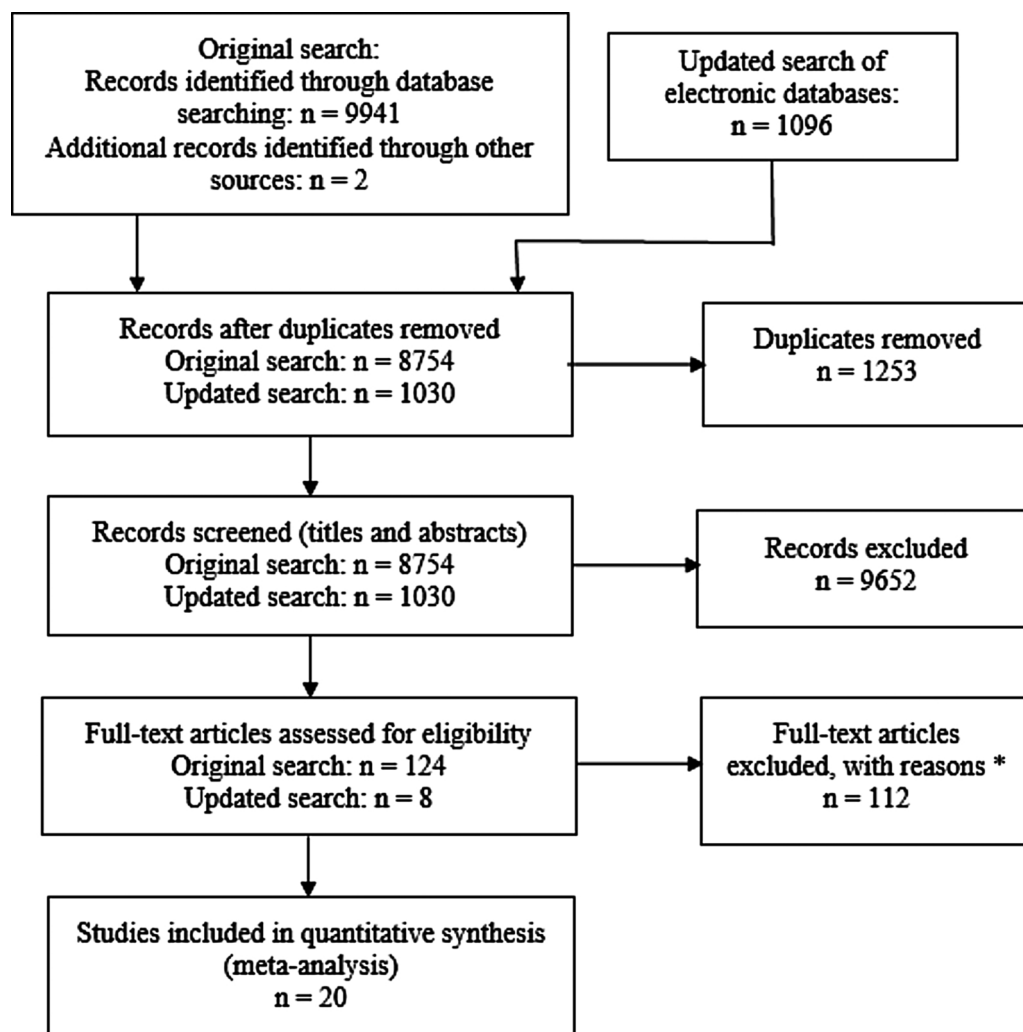 Original search:
Records identified through database
searching: n = 9941
Additional records identified through other
sources: n = 2
Updated search of
electronic databases:
n = 1096
Records after duplicates removed
Original search: n = 8754
Updated search: n = 1030
Duplicates removed
n = 1253
Records screened (titles and abstracts)
Original search: n = 8754
Updated search: n = 1030
Records excluded
n = 9652
Full-text articles assessed for eligibility
Original search: n = 124
Updated search: n = 8
Full-text articles
excluded, with reasons *
n = 112
Studies included in quantitative synthesis
(meta-analysis)
n = 20